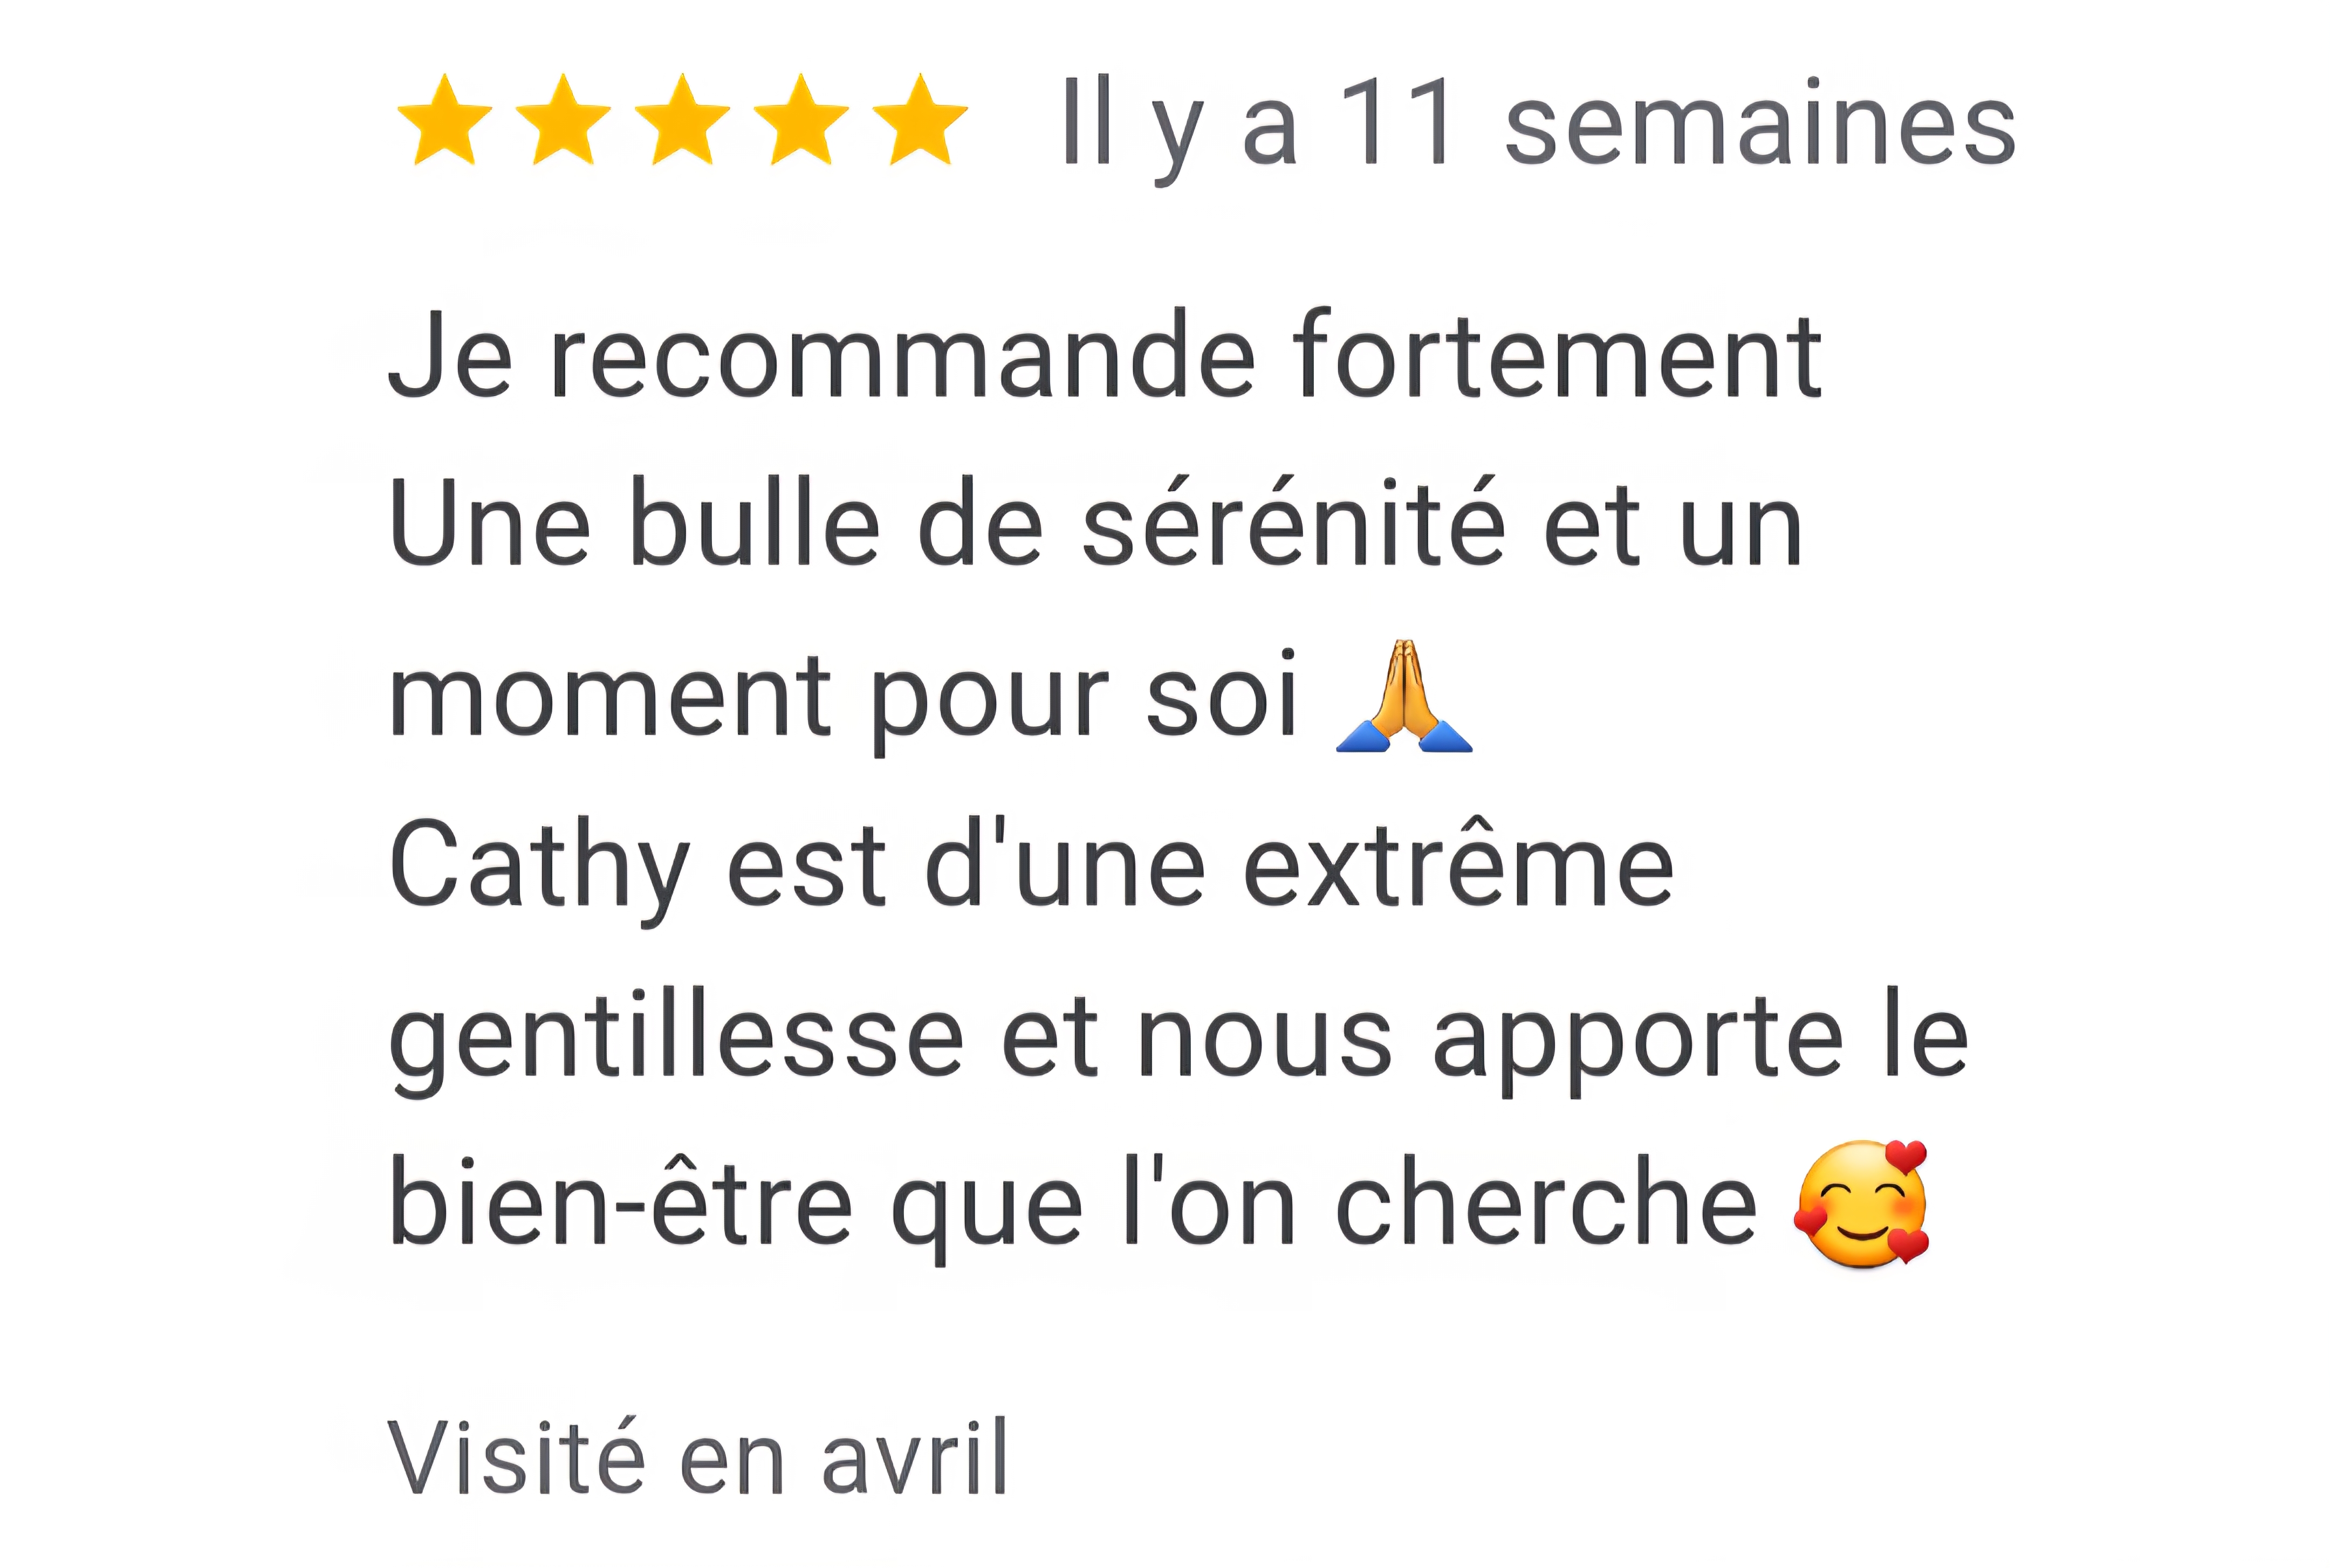 ★★★★★ Il y a 11 semaines
Je recommande fortement
Une bulle de sérénité et un
moment pour soi 🙏
Cathy est d'une extrême
gentillesse et nous apporte le
bien-être que l'on cherche 🥰
Visité en avril